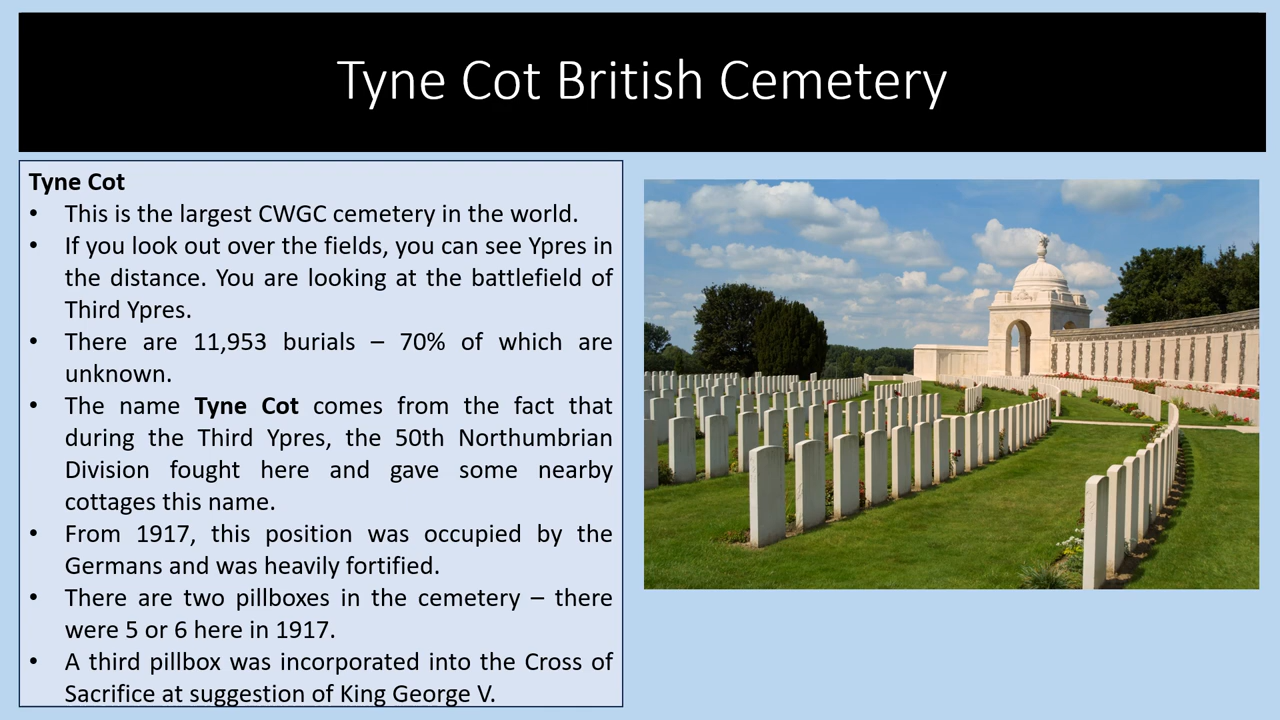 Tyne Cot British Cemetery
Tyne Cot
• This is the largest CWGC cemetery in the world.
• If you look out over the fields, you can see Ypres in
the distance. You are looking at the battlefield of
Third Ypres.
• There are 11,953 burials – 70% of which are
unknown.
• The name Tyne Cot comes from the fact that
during the Third Ypres, the 50th Northumbrian
Division fought here and gave some nearby
cottages this name.
• From 1917, this position was occupied by the
Germans and was heavily fortified.
• There are two pillboxes in the cemetery – there
were 5 or 6 here in 1917.
• A third pillbox was incorporated into the Cross of
Sacrifice at suggestion of King George V.